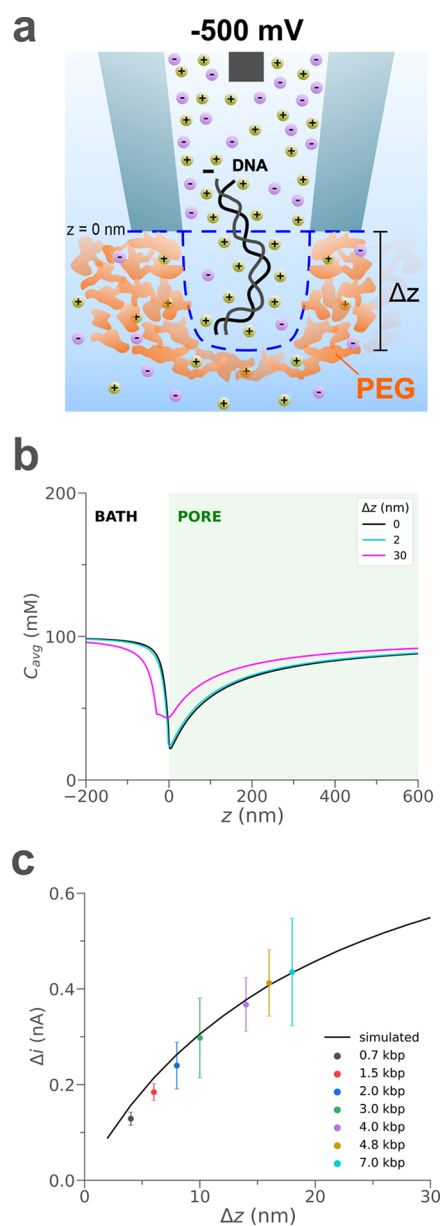 a
-500 mV
- DNA
z = 0 nm
Δz
PEG
b
200
BATH
PORE
Δz (nm)
0
2
30
100
C_avg (mM)
0
−200
0
200
400
600
z (nm)
c
0.6
0.4
Δi (nA)
0.2
0.0
simulated
0.7 kbp
1.5 kbp
2.0 kbp
3.0 kbp
4.0 kbp
4.8 kbp
7.0 kbp
0
10
20
30
Δz (nm)